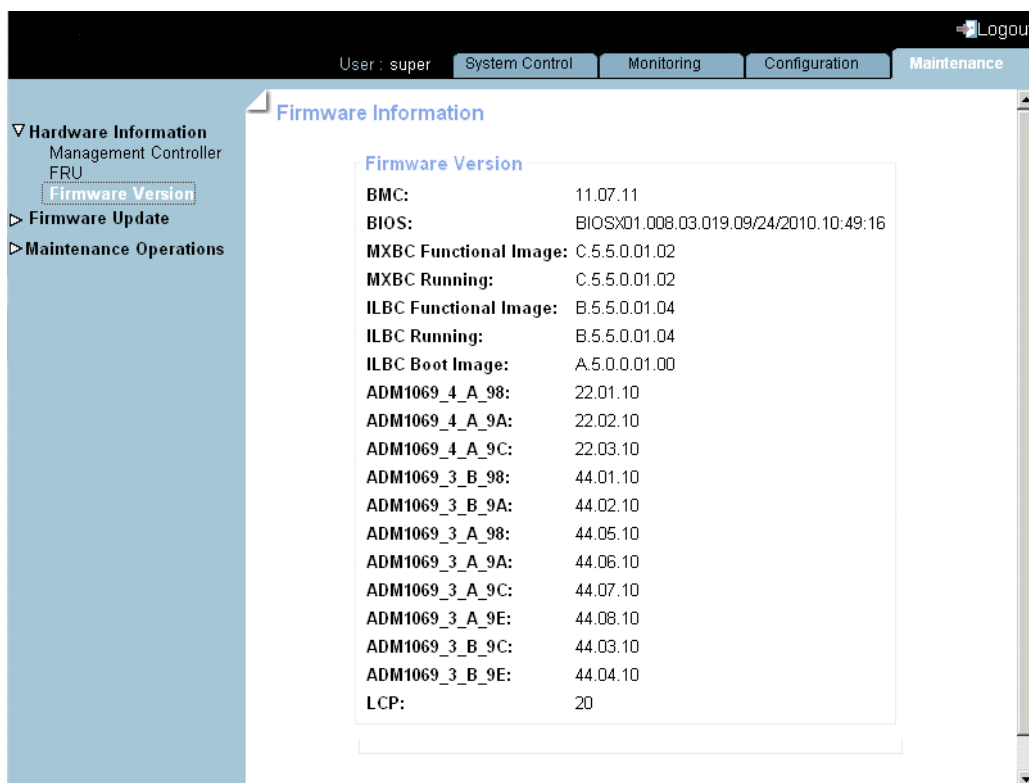 Logou
User : super System Control Monitoring Configuration Maintenance
Hardware Information
Management Controller
FRU
Firmware Version
Firmware Update
Maintenance Operations
Firmware Information
Firmware Version
BMC: 11.07.11
BIOS: BIOSX01.008.03.019.09/24/2010.10:49:16
MXBC Functional Image: C.5.5.0.01.02
MXBC Running: C.5.5.0.01.02
ILBC Functional Image: B.5.5.0.01.04
ILBC Running: B.5.5.0.01.04
ILBC Boot Image: A.5.0.0.01.00
ADM1069_4_A_98: 22.01.10
ADM1069_4_A_9A: 22.02.10
ADM1069_4_A_9C: 22.03.10
ADM1069_3_B_98: 44.01.10
ADM1069_3_B_9A: 44.02.10
ADM1069_3_A_98: 44.05.10
ADM1069_3_A_9A: 44.06.10
ADM1069_3_A_9C: 44.07.10
ADM1069_3_A_9E: 44.08.10
ADM1069_3_B_9C: 44.03.10
ADM1069_3_B_9E: 44.04.10
LCP: 20